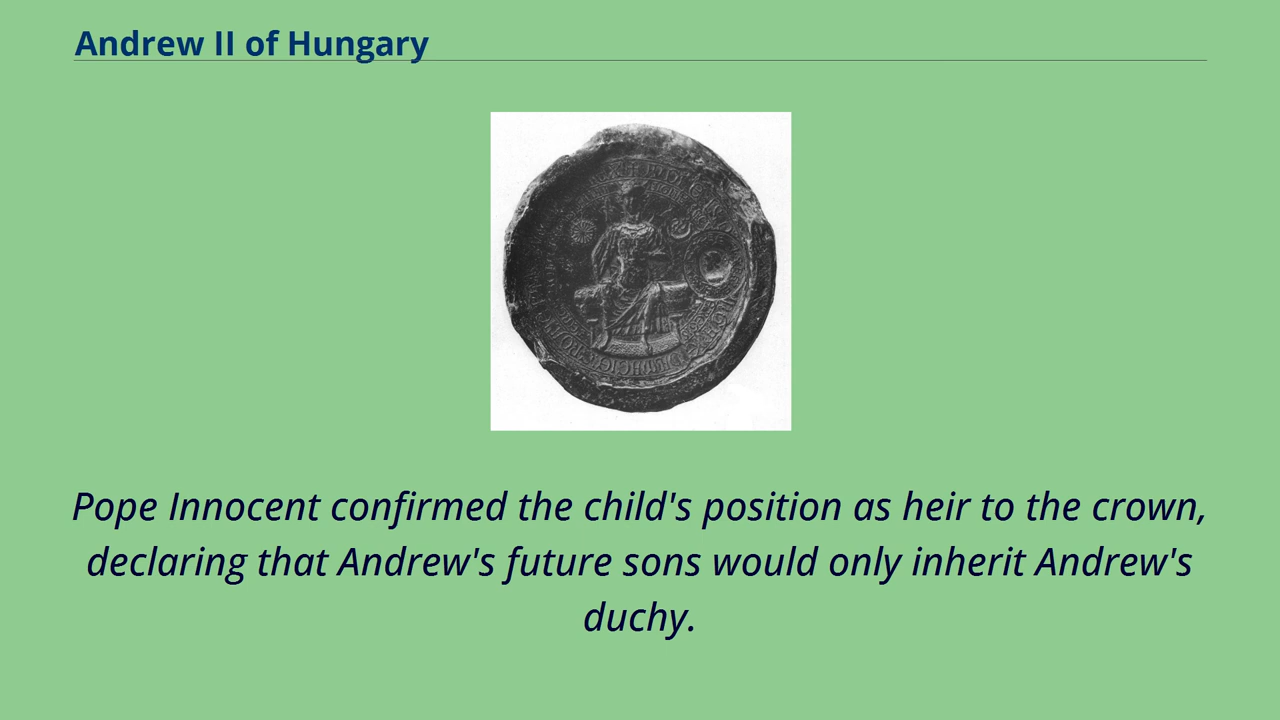 Andrew II of Hungary
Pope Innocent confirmed the child's position as heir to the crown,
declaring that Andrew's future sons would only inherit Andrew's
duchy.